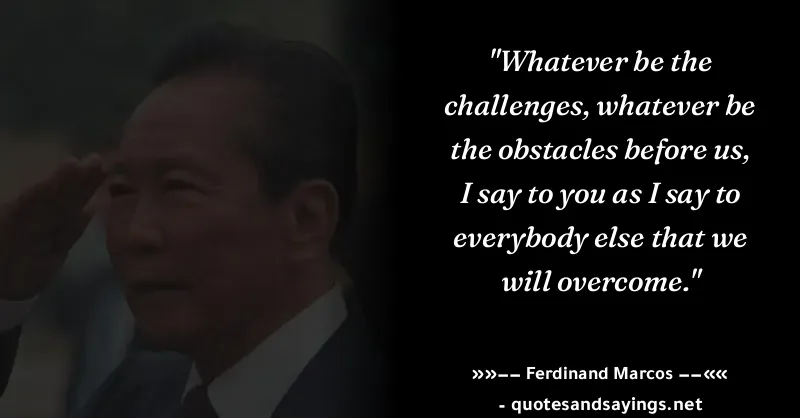 "Whatever be the
challenges, whatever be
the obstacles before us,
I say to you as I say to
everybody else that we
will overcome."
»»–– Ferdinand Marcos ––««
- quotesandsayings.net